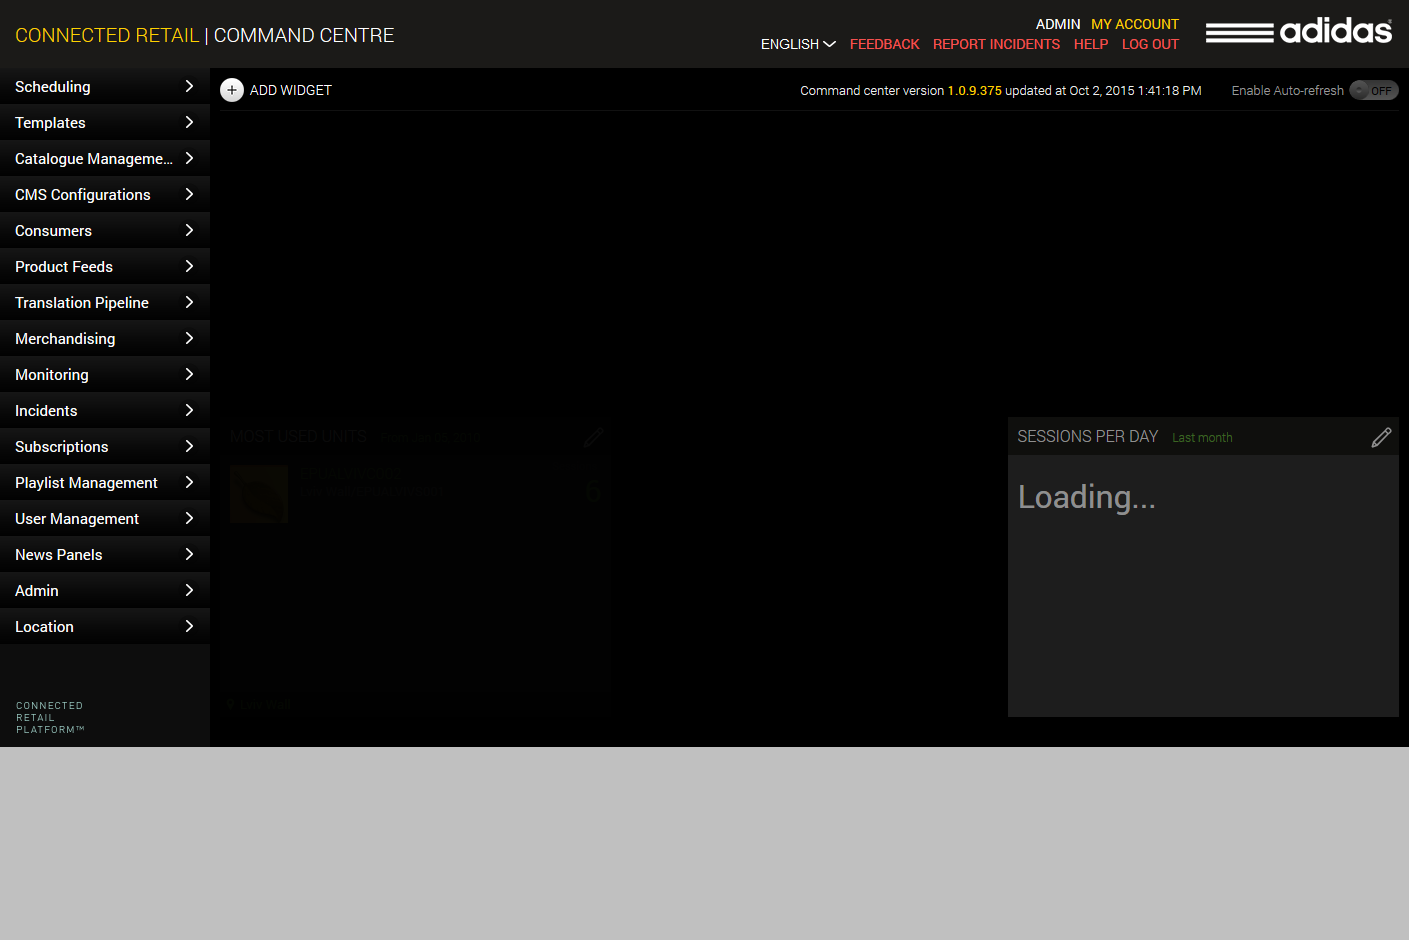 CONNECTED RETAIL | COMMAND CENTRE
ADMIN MY ACCOUNT
ENGLISH FEEDBACK REPORT INCIDENTS HELP LOG OUT
adidas
Scheduling
Templates
Catalogue Manageme...
CMS Configurations
Consumers
Product Feeds
Translation Pipeline
Merchandising
Monitoring
Incidents
Subscriptions
Playlist Management
User Management
News Panels
Admin
Location
CONNECTED
RETAIL
PLATFORM™
ADD WIDGET
Command center version 1.0.9.375 updated at Oct 2, 2015 1:41:18 PM
Enable Auto-refresh OFF
MOST USED UNITS
6
SESSIONS PER DAY Last month
Loading...